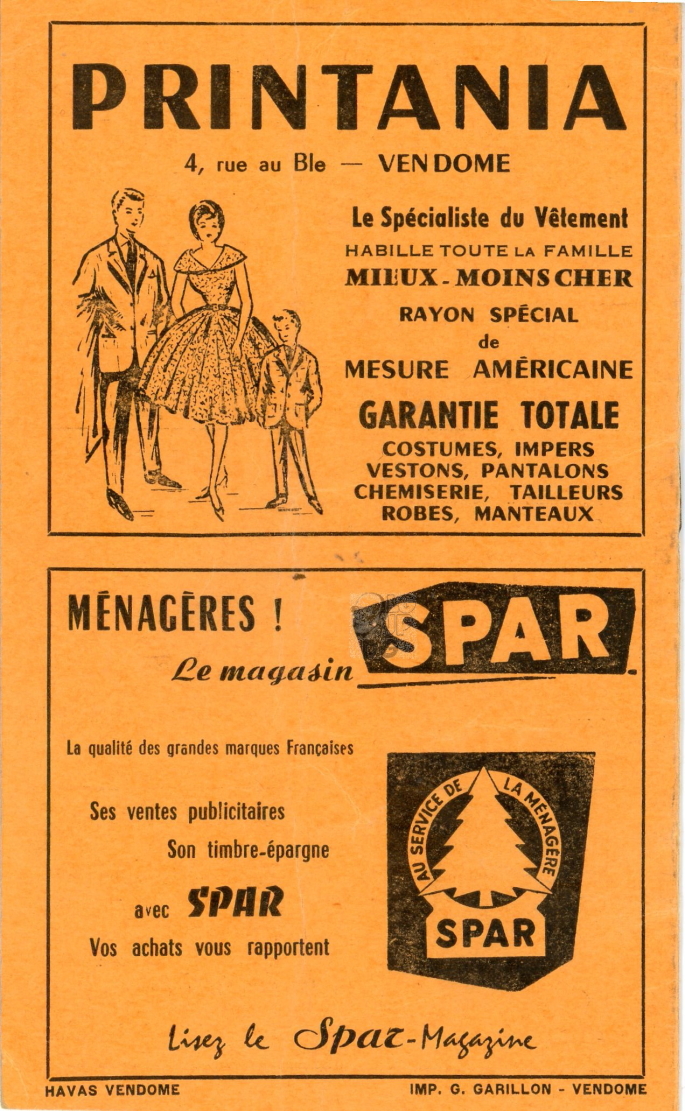 PRINTANIA
4, rue au Ble — VENDOME
Le Spécialiste du Vêtement
HABILLE TOUTE LA FAMILLE
MIEUX - MOINS CHER
RAYON SPÉCIAL
de
MESURE AMÉRICAINE
GARANTIE TOTALE
COSTUMES, IMPERS
VESTONS, PANTALONS
CHEMISERIE, TAILLEURS
ROBES, MANTEAUX
MÉNAGÈRES !
Le magasin SPAR
La qualité des grandes marques Françaises
Ses ventes publicitaires
Son timbre-épargne
avec SPAR
Vos achats vous rapportent
AU SERVICE DE LA MÉNAGÈRE
SPAR
Lisez le Spar-Magazine
HAVAS VENDOME
IMP. G. GARILLON - VENDOME